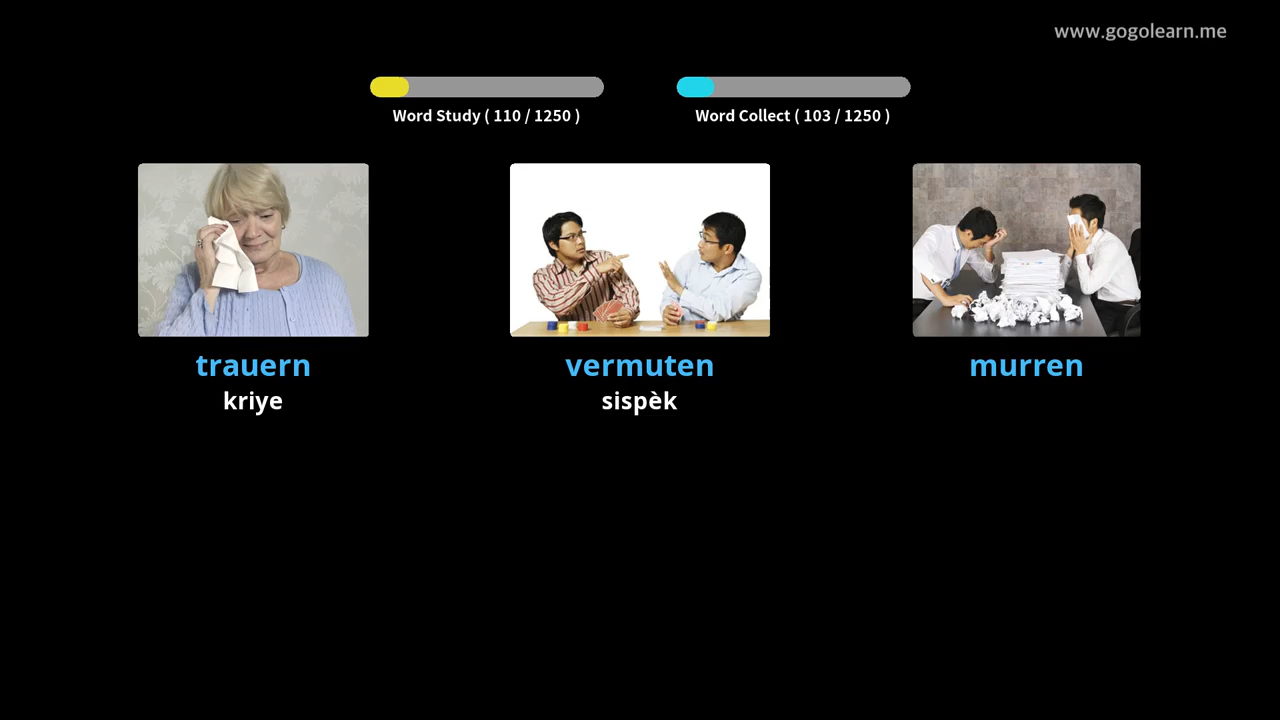 www.gogolearn.me
Word Study ( 110 / 1250 )
Word Collect ( 103 / 1250 )
trauern
kriye
vermuten
sispèk
murren